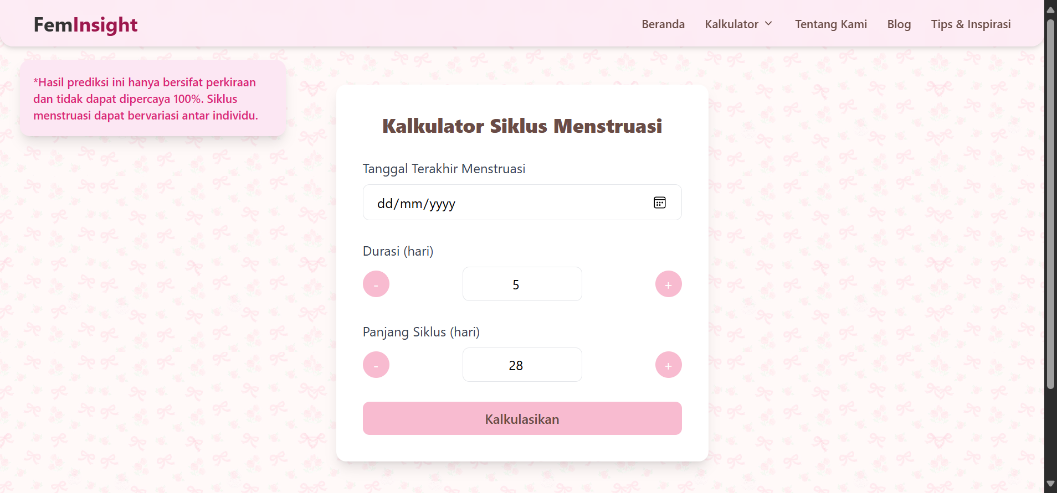 FemInsight
Beranda
Kalkulator
Tentang Kami
Blog
Tips & Inspirasi
*Hasil prediksi ini hanya bersifat perkiraan
dan tidak dapat dipercaya 100%. Siklus
menstruasi dapat bervariasi antar individu.
Kalkulator Siklus Menstruasi
Tanggal Terakhir Menstruasi
dd/mm/yyyy
Durasi (hari)
- 5 +
Panjang Siklus (hari)
- 28 +
Kalkulasikan